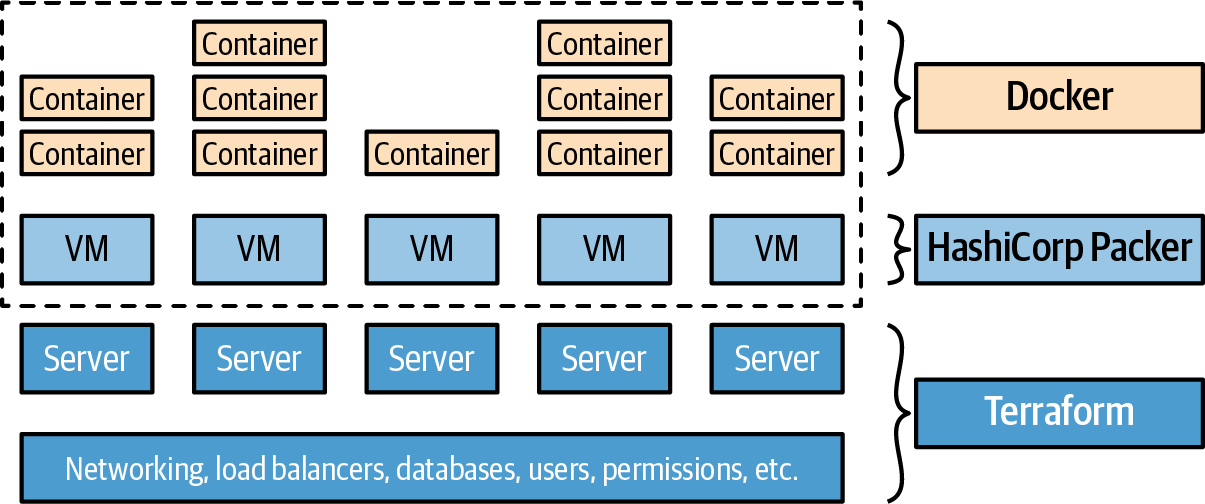 Container Container
Container Container Container Container Docker
Container Container Container Container Container
VM VM VM VM VM HashiCorp Packer
Server Server Server Server Server
Terraform
Networking, load balancers, databases, users, permissions, etc.